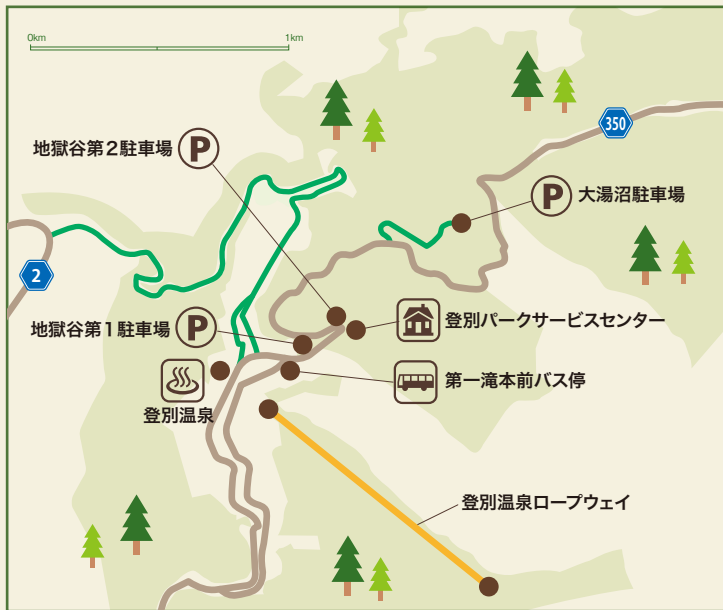 0km
1km
地獄谷第2駐車場
P
350
P
大湯沼駐車場
2
地獄谷第1駐車場
P
登別パークサービスセンター
登別温泉
第一滝本前バス停
登別温泉ロープウェイ